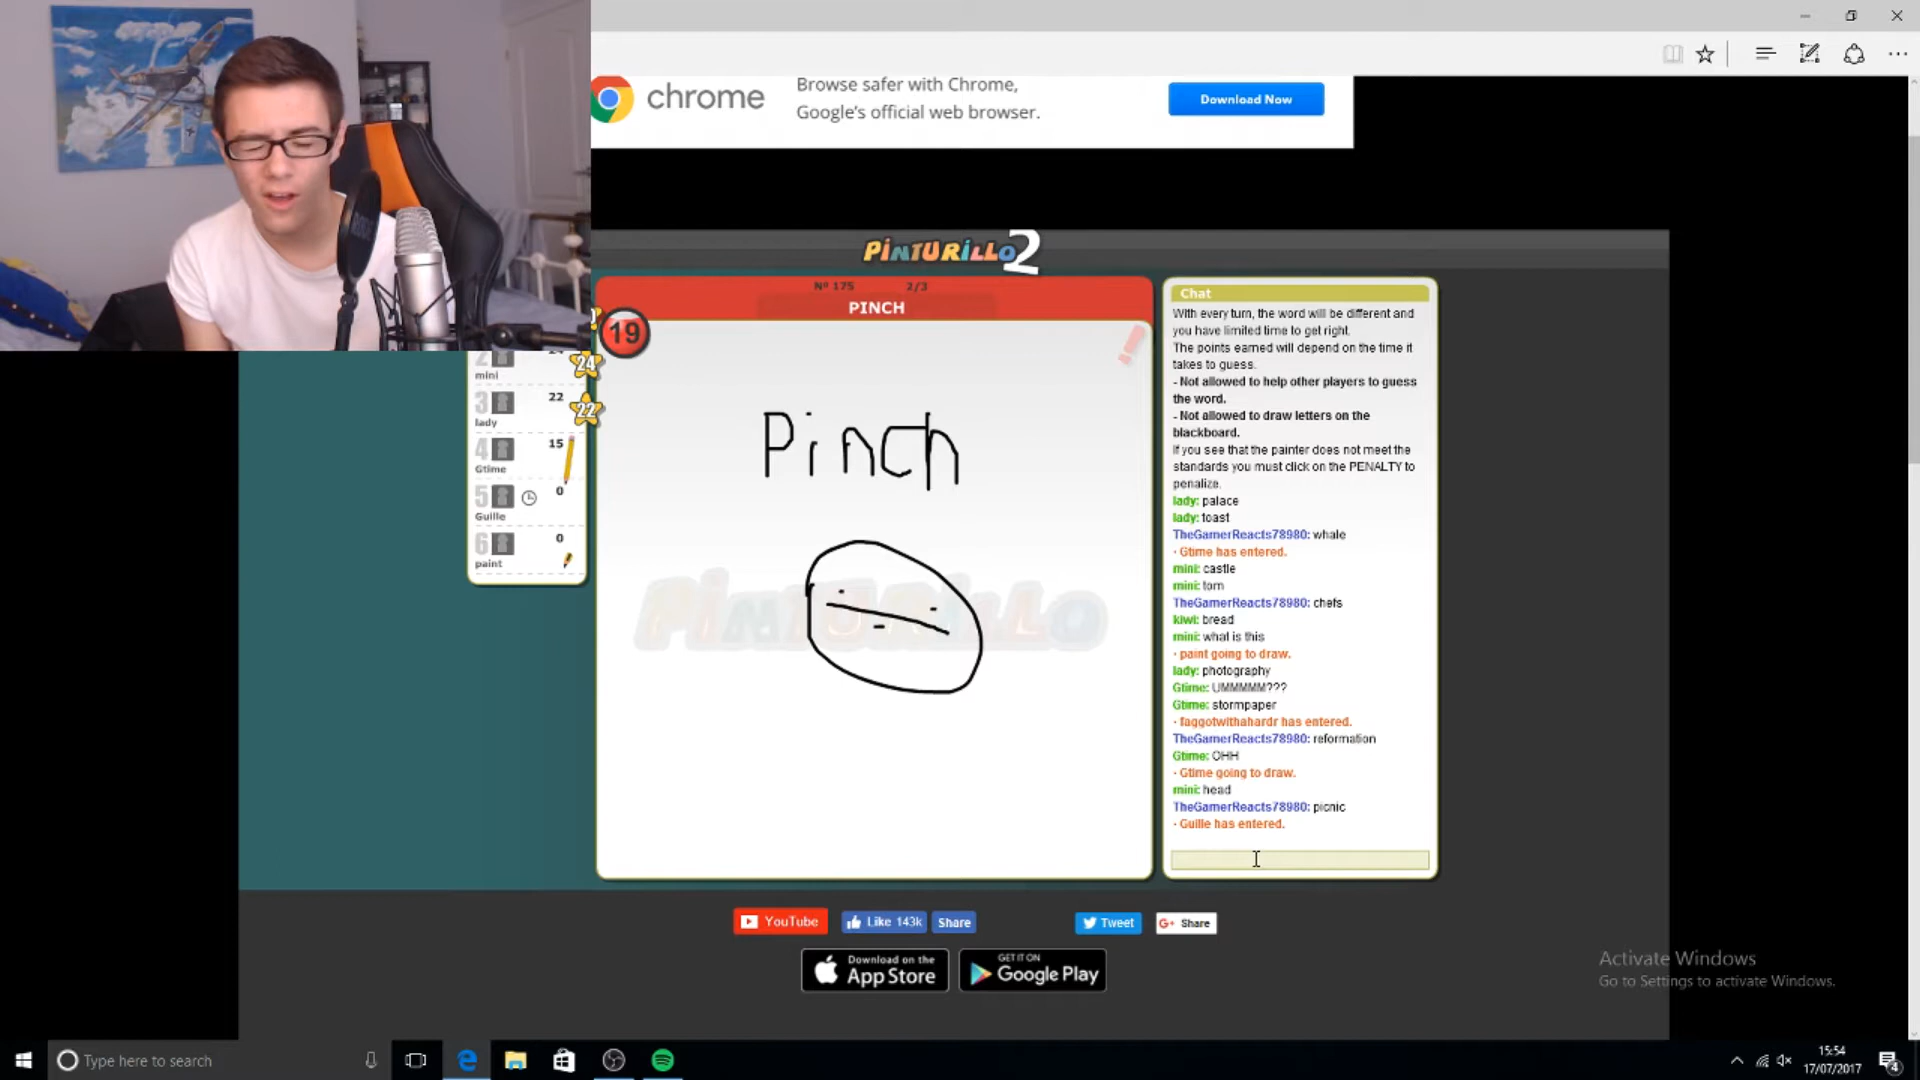 chrome
Browse safer with Chrome,
Google's official web browser.
Download Now
PINTURILLO 2
Nº 175 2/3
PINCH
19
2
mini
24
3 22
lady
22
4 15
Gtime
5 0
Guille
6 0
paint
Pinch
PINTURILLO
Chat
With every turn, the word will be different and
you have limited time to get right.
The points earned will depend on the time it
takes to guess.
- Not allowed to help other players to guess
the word.
- Not allowed to draw letters on the
blackboard.
If you see that the painter does not meet the
standards you must click on the PENALTY to
penalize.
lady: palace
lady: toast
TheGamerReacts78980: whale
· Gtime has entered.
mini: castle
mini: torn
TheGamerReacts78980: chefs
kiwi: bread
mini: what is this
· paint going to draw.
lady: photography
Gtime: UMMMMM???
Gtime: stormpaper
· faggotwithahardr has entered.
TheGamerReacts78980: reformation
Gtime: OHH
· Gtime going to draw.
mini: head
TheGamerReacts78980: picnic
· Guille has entered.
YouTube
Like 143k
Share
Tweet
G+ Share
Download on the
App Store
GET IT ON
Google Play
Activate Windows
Go to Settings to activate Windows.
Type here to search
15:54
17/07/2017
4